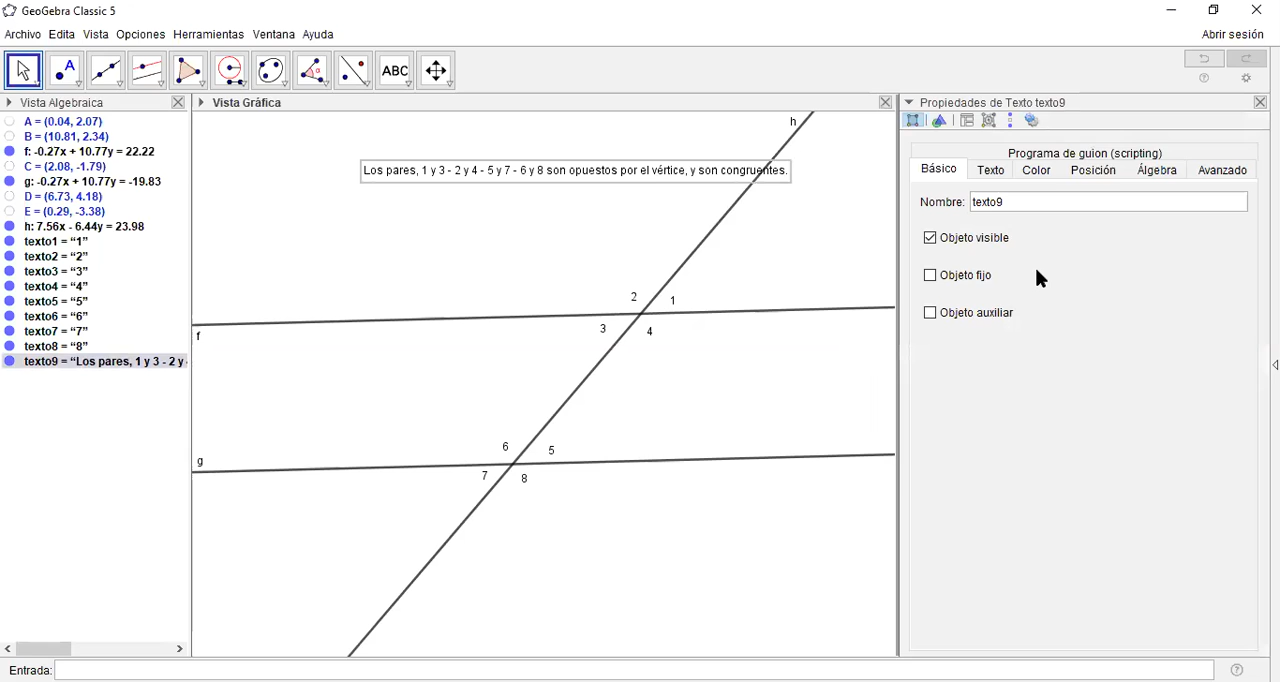 GeoGebra Classic 5
Archivo Edita Vista Opciones Herramientas Ventana Ayuda
Abrir sesión
A
ABC
Vista Algebraica
Vista Gráfica
Propiedades de Texto texto9
A = (0.04, 2.07)
B = (10.81, 2.34)
f: -0.27x + 10.77y = 22.22
C = (2.08, -1.79)
g: -0.27x + 10.77y = -19.83
D = (6.73, 4.18)
E = (0.29, -3.38)
h: 7.56x - 6.44y = 23.98
texto1 = “1”
texto2 = “2”
texto3 = “3”
texto4 = “4”
texto5 = “5”
texto6 = “6”
texto7 = “7”
texto8 = “8”
texto9 = “Los pares, 1 y 3 - 2 y
h
Los pares, 1 y 3 - 2 y 4 - 5 y 7 - 6 y 8 son opuestos por el vértice, y son congruentes.
2 1
3 4
f
6 5
g
7 8
Programa de guion (scripting)
Básico Texto Color Posición Álgebra Avanzado
Nombre: texto9
Objeto visible
Objeto fijo
Objeto auxiliar
Entrada: